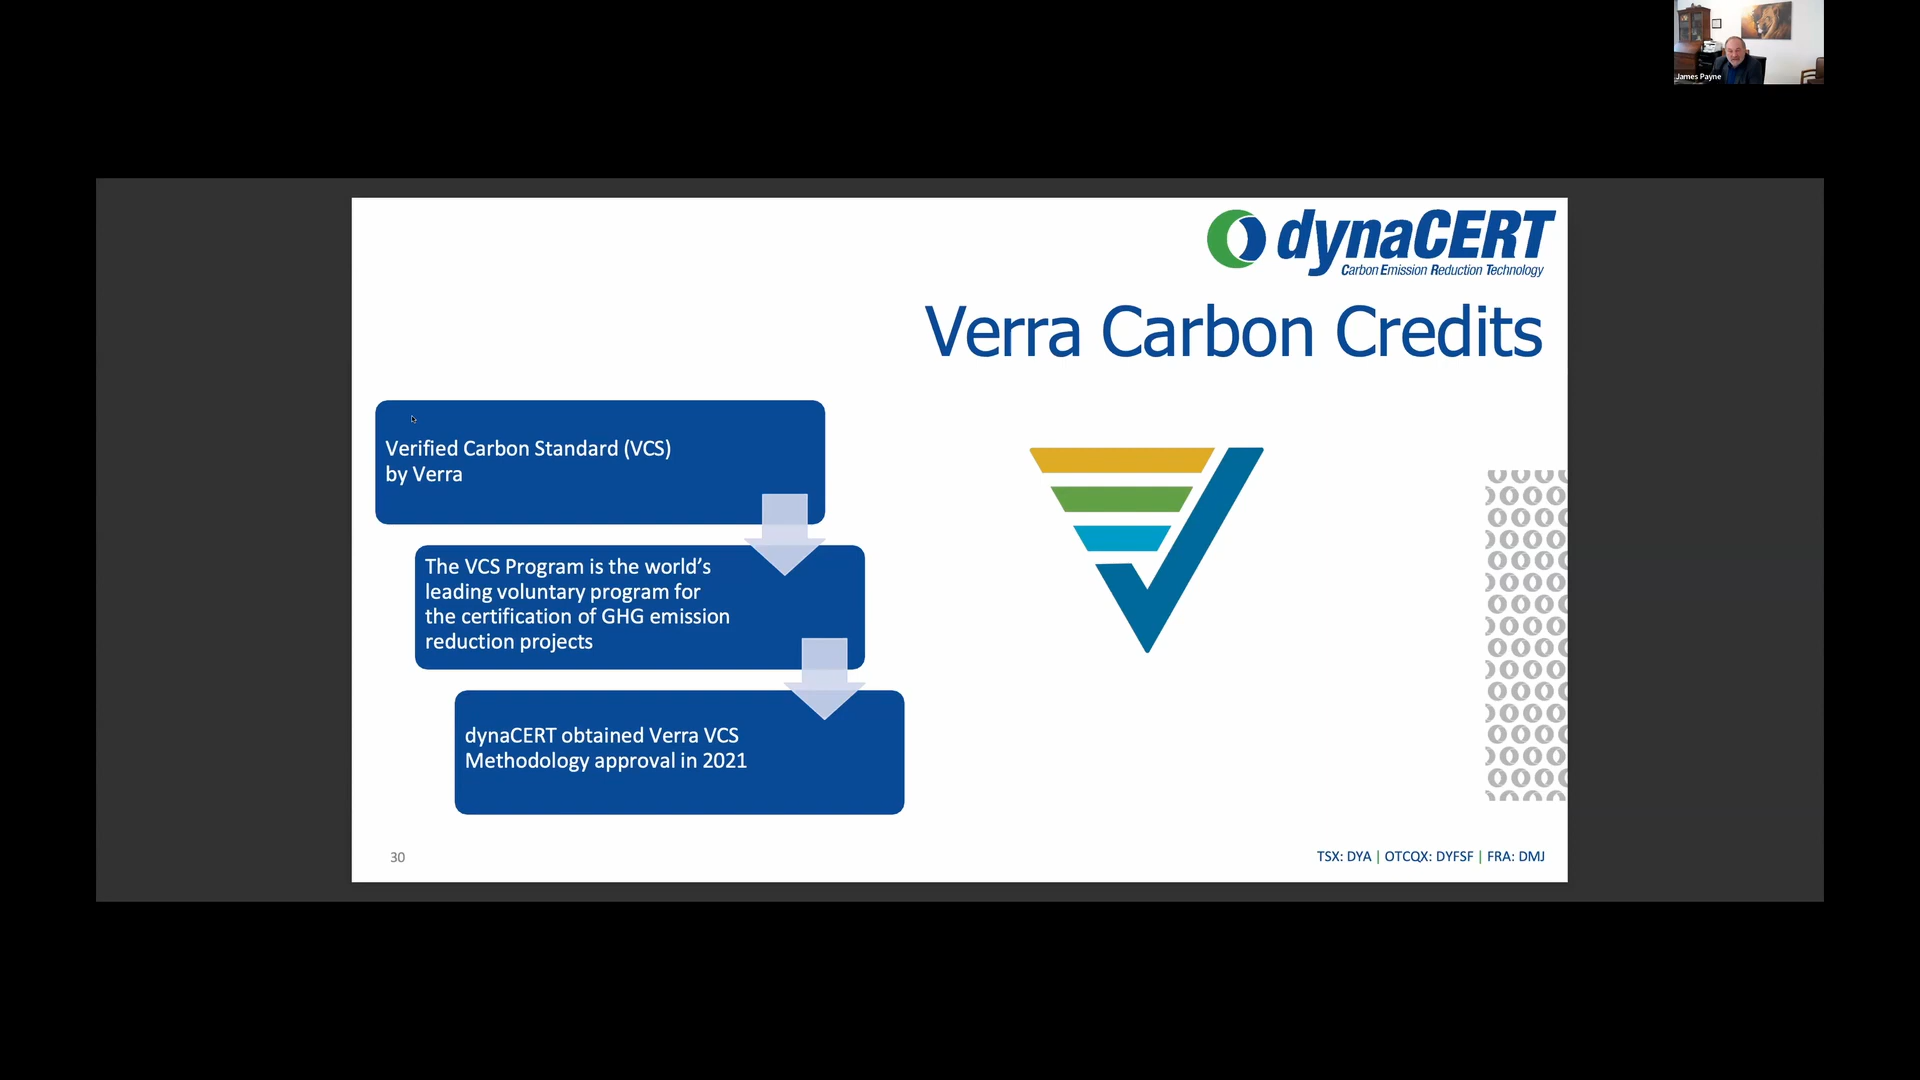 James Payne
dynaCERT
Carbon Emission Reduction Technology
Verra Carbon Credits
Verified Carbon Standard (VCS)
by Verra
The VCS Program is the world’s
leading voluntary program for
the certification of GHG emission
reduction projects
dynaCERT obtained Verra VCS
Methodology approval in 2021
30
TSX: DYA | OTCQX: DYFSF | FRA: DMJ